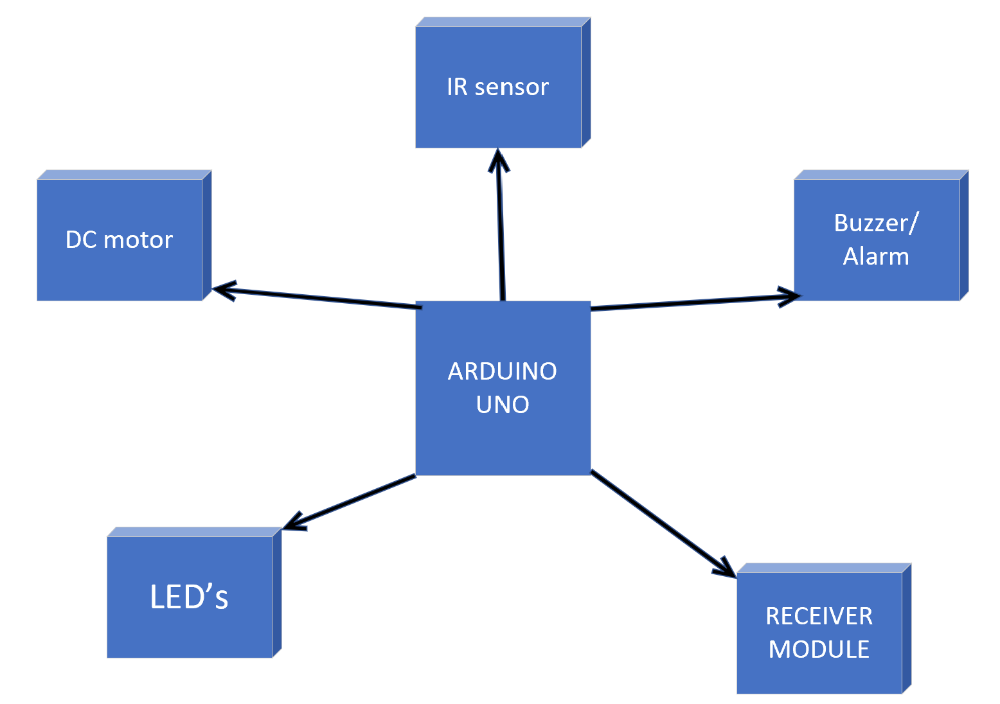 IR sensor
DC motor
Buzzer/
Alarm
ARDUINO
UNO
LED’s
RECEIVER
MODULE